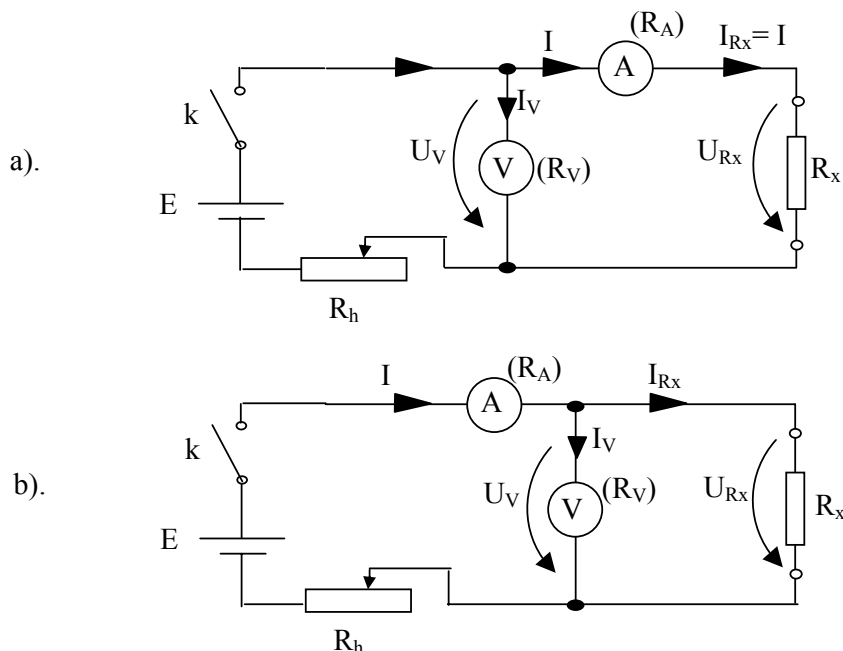 (R_A)
I I_Rx= I
A
k I_V
a). U_V V (R_V) U_Rx R_x
E
R_h
(R_A)
I I_Rx
A
k I_V
b). U_V V (R_V) U_Rx R_x
E
R_h